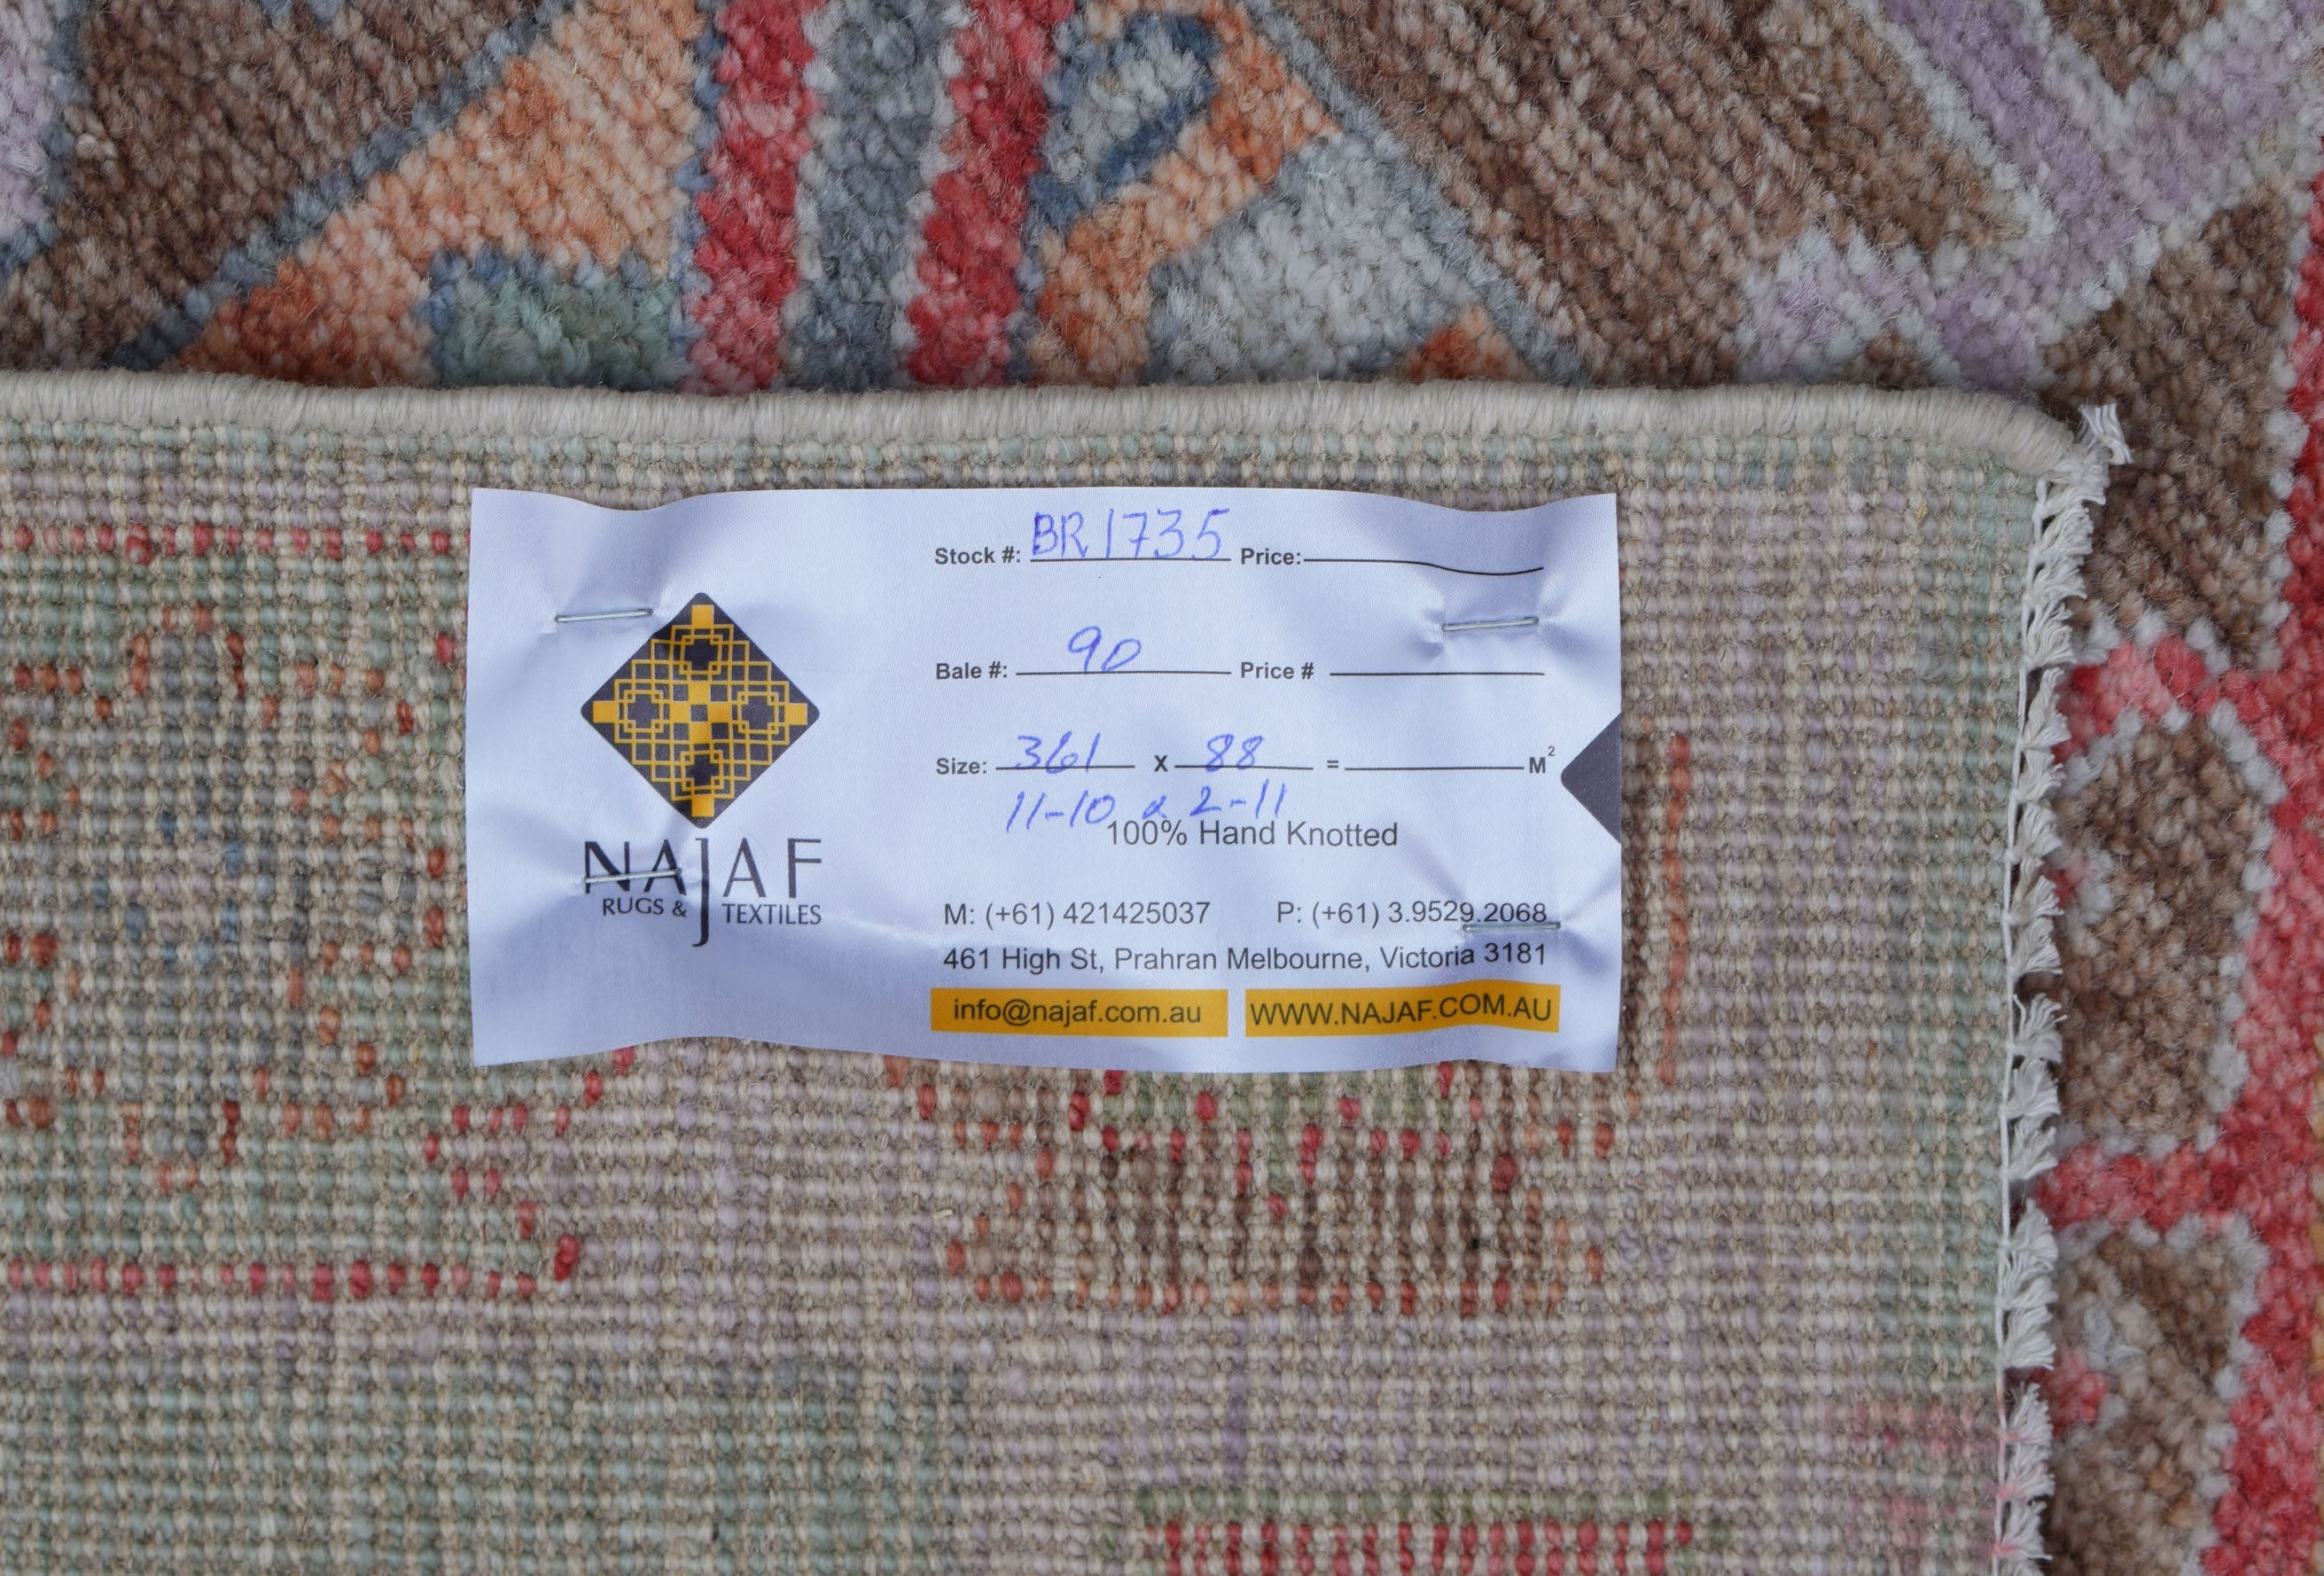 Stock #: BR1735 Price:
Bale #: 90 Price #
Size: 361 X 88 = M²
11-10 x 2-11
100% Hand Knotted
NAJAF
RUGS & TEXTILES
M: (+61) 421425037 P: (+61) 3.9529.2068
461 High St, Prahran Melbourne, Victoria 3181
info@najaf.com.au WWW.NAJAF.COM.AU